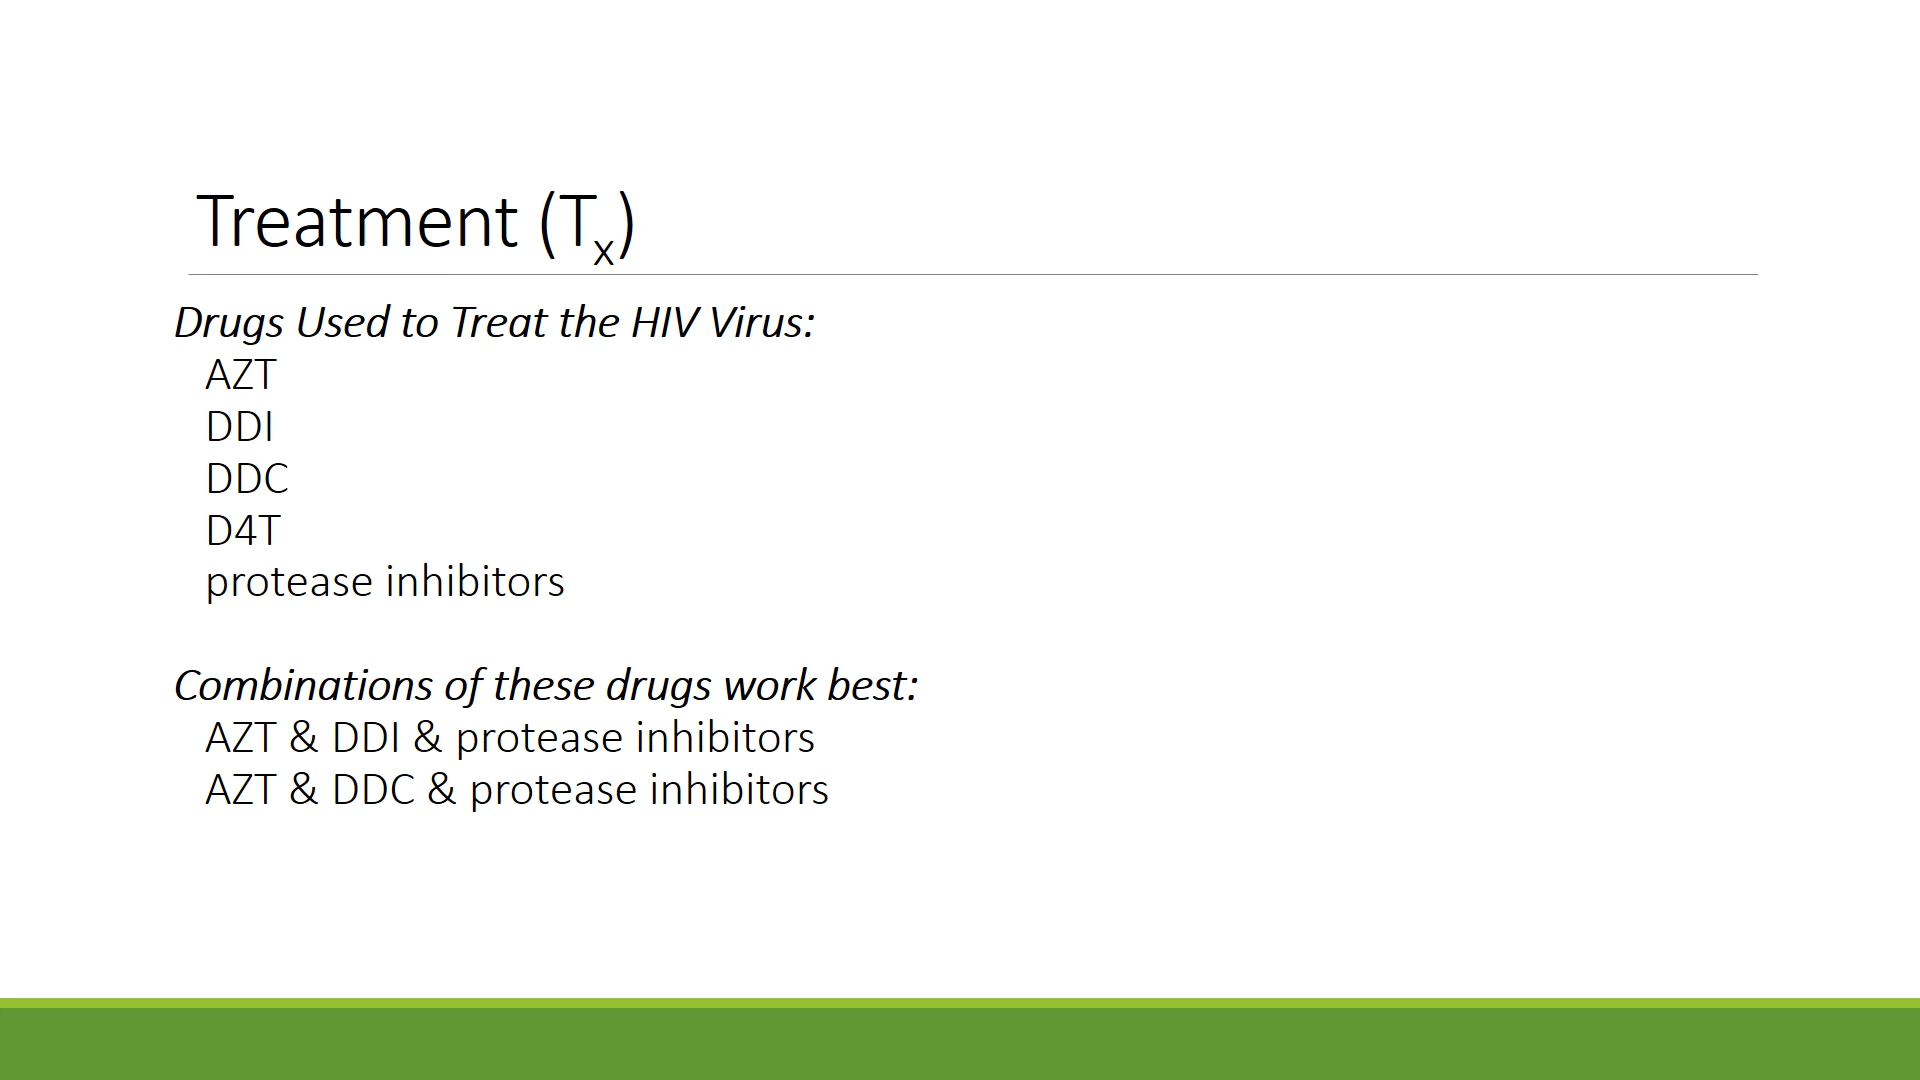 Treatment (Tx)
Drugs Used to Treat the HIV Virus:
AZT
DDI
DDC
D4T
protease inhibitors
Combinations of these drugs work best:
AZT & DDI & protease inhibitors
AZT & DDC & protease inhibitors